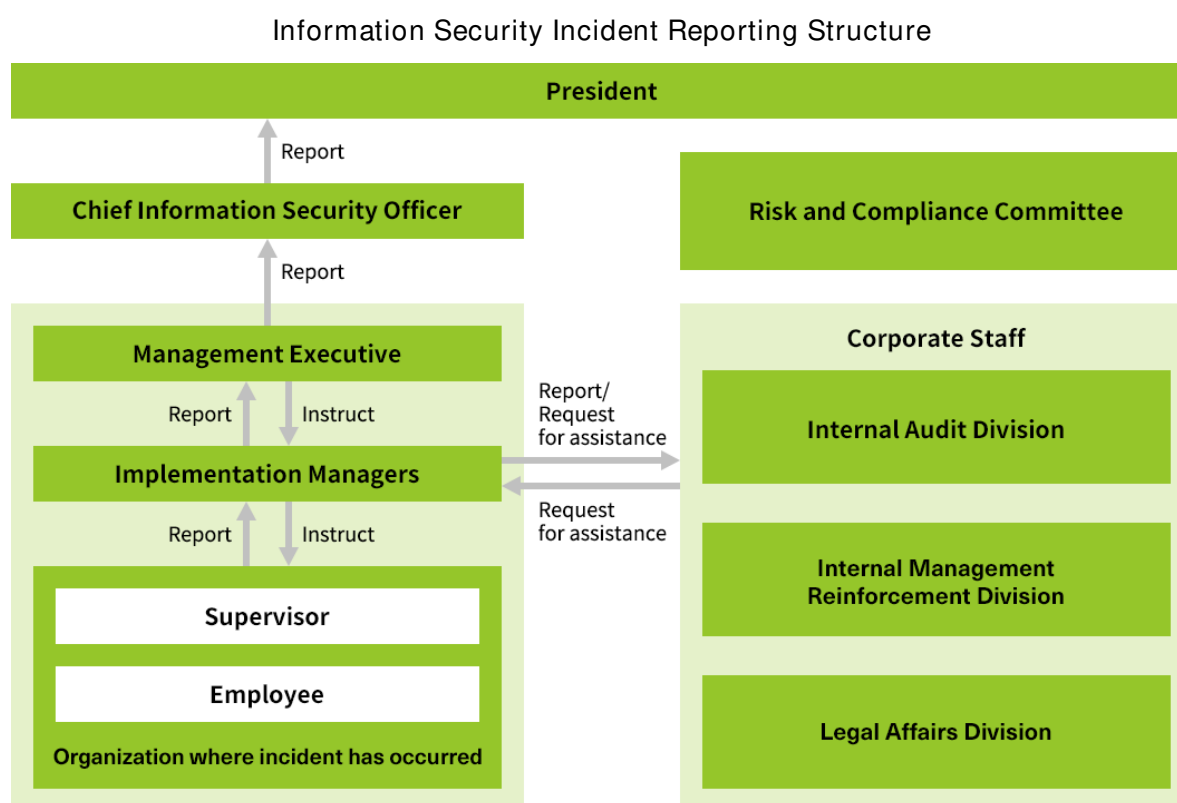 Information Security Incident Reporting Structure
President
Report
Chief Information Security Officer
Risk and Compliance Committee
Report
Management Executive
Report
Instruct
Implementation Managers
Report
Instruct
Supervisor
Employee
Organization where incident has occurred
Report/
Request
for assistance
Request
for assistance
Corporate Staff
Internal Audit Division
Internal Management
Reinforcement Division
Legal Affairs Division